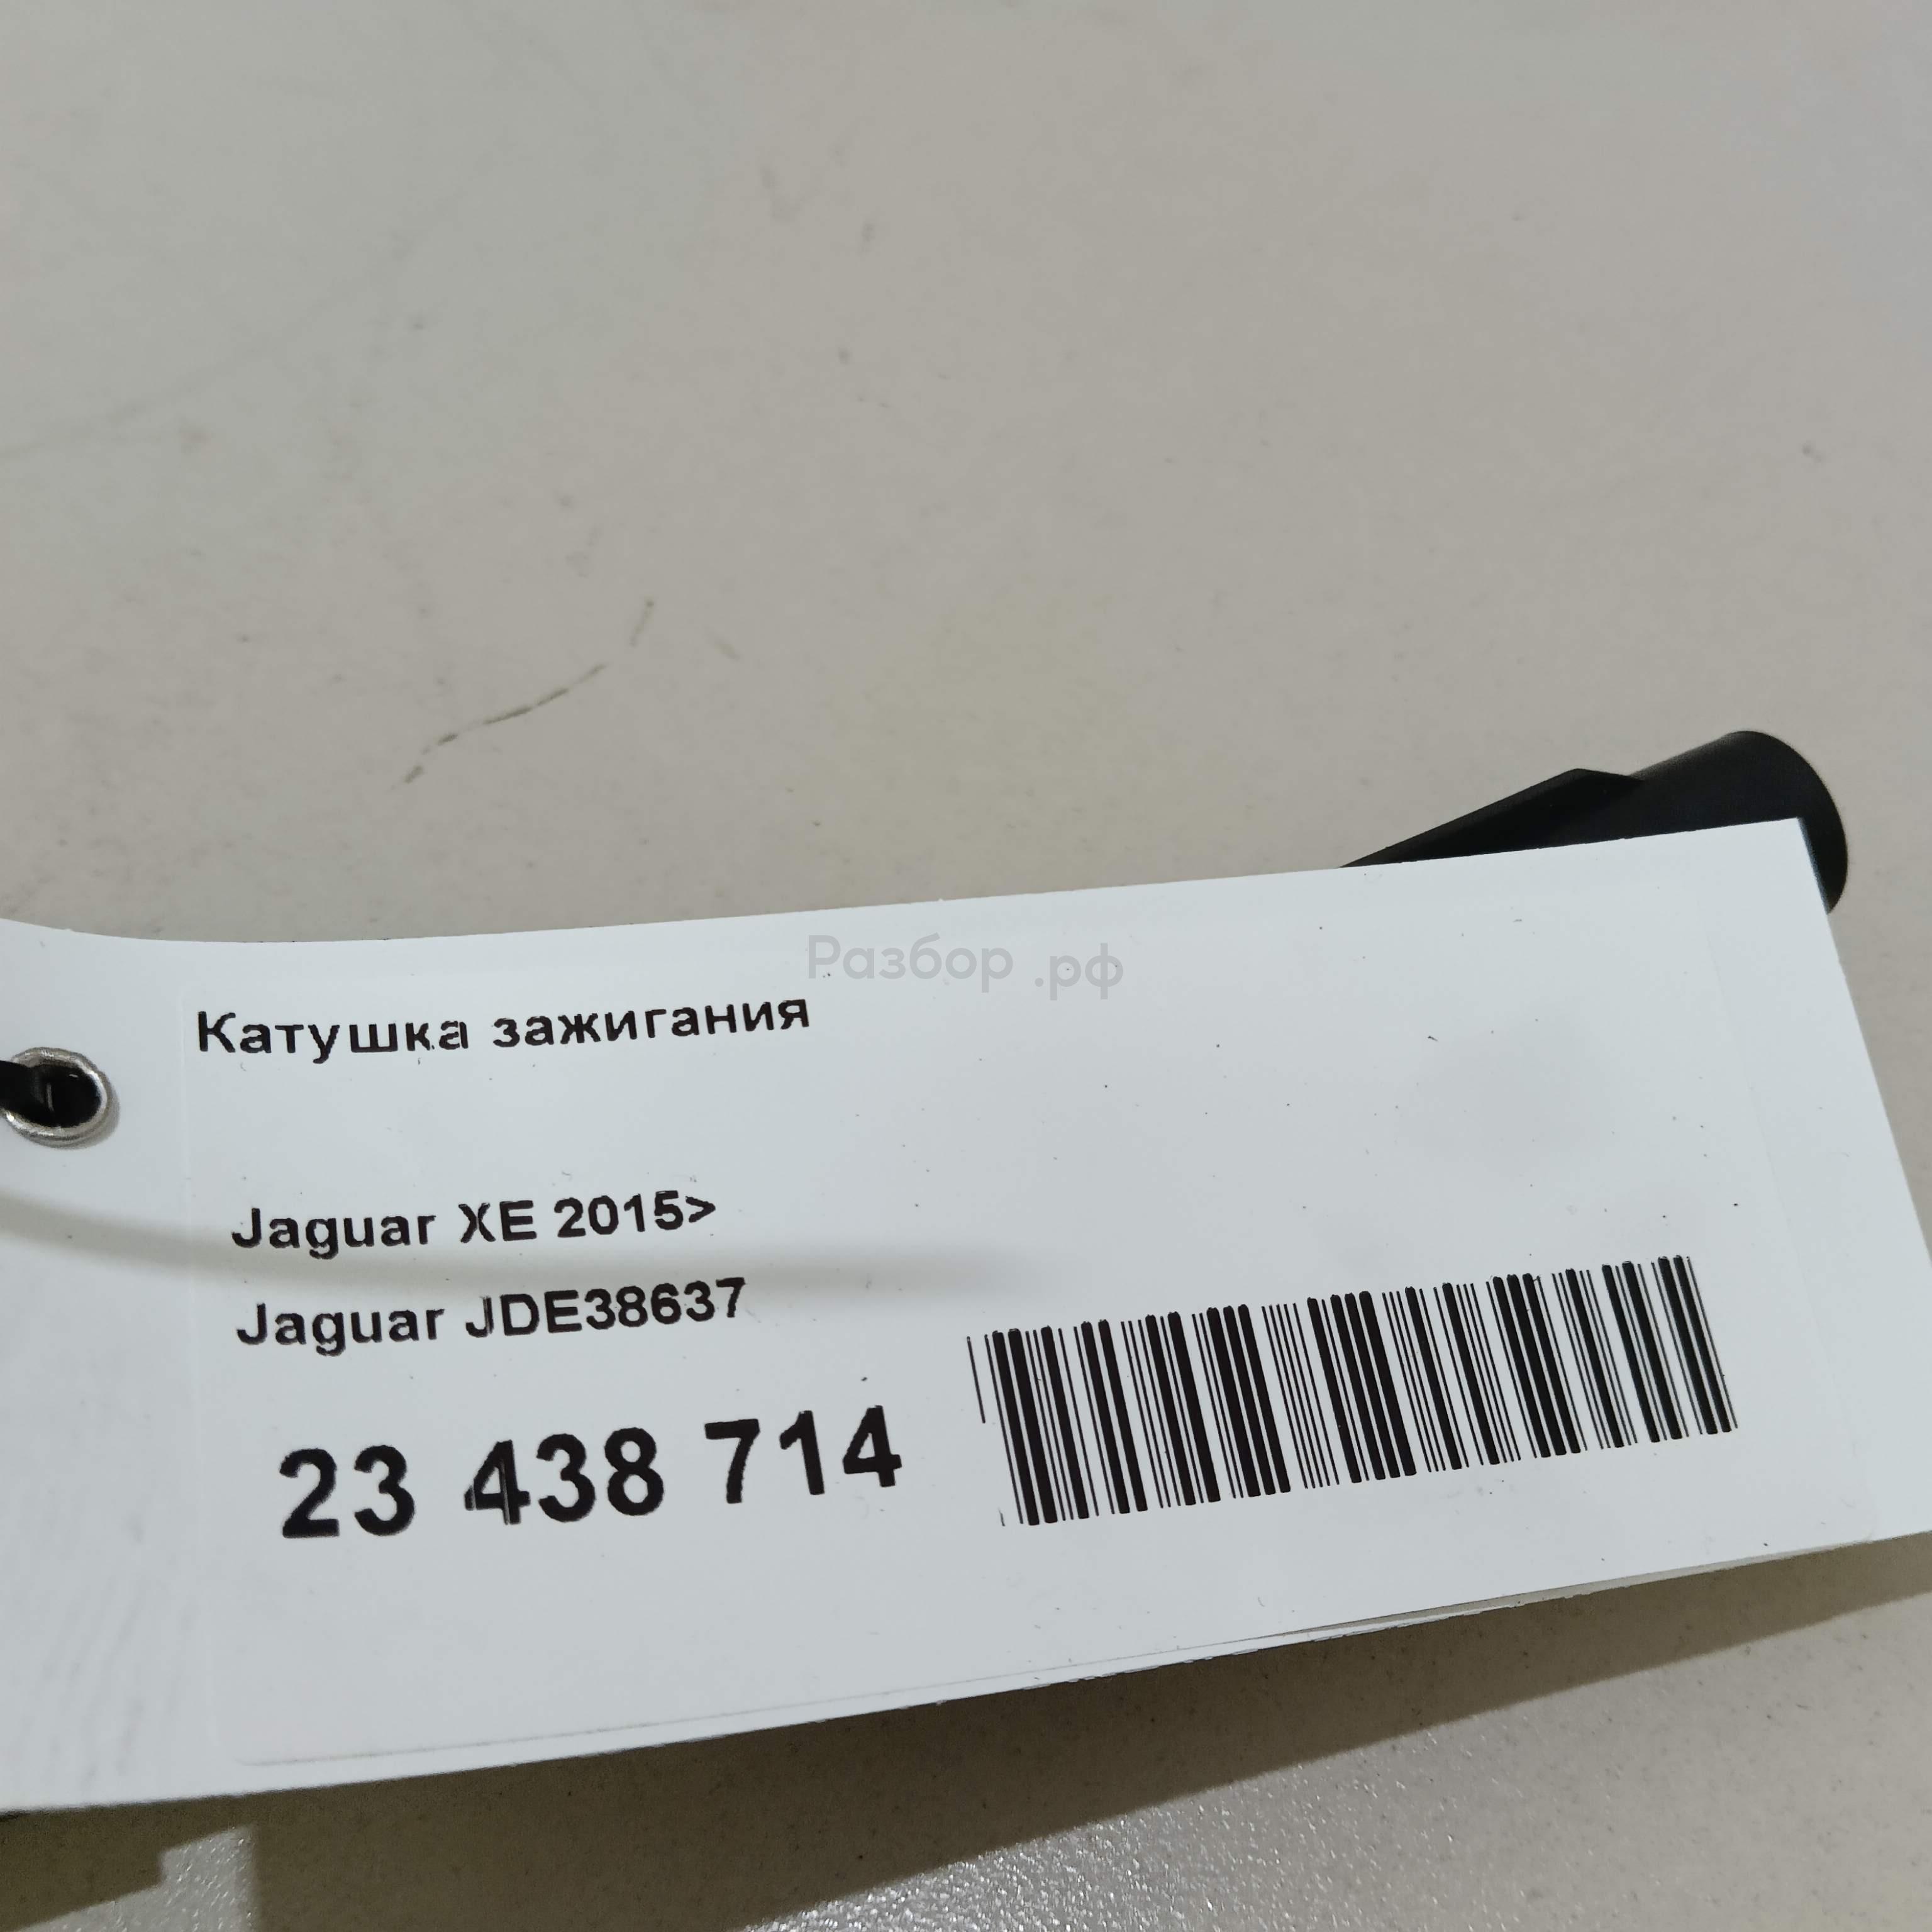 Разбор.рф
Катушка зажигания
Jaguar XE 2015>
Jaguar JDE38637
23 438 714